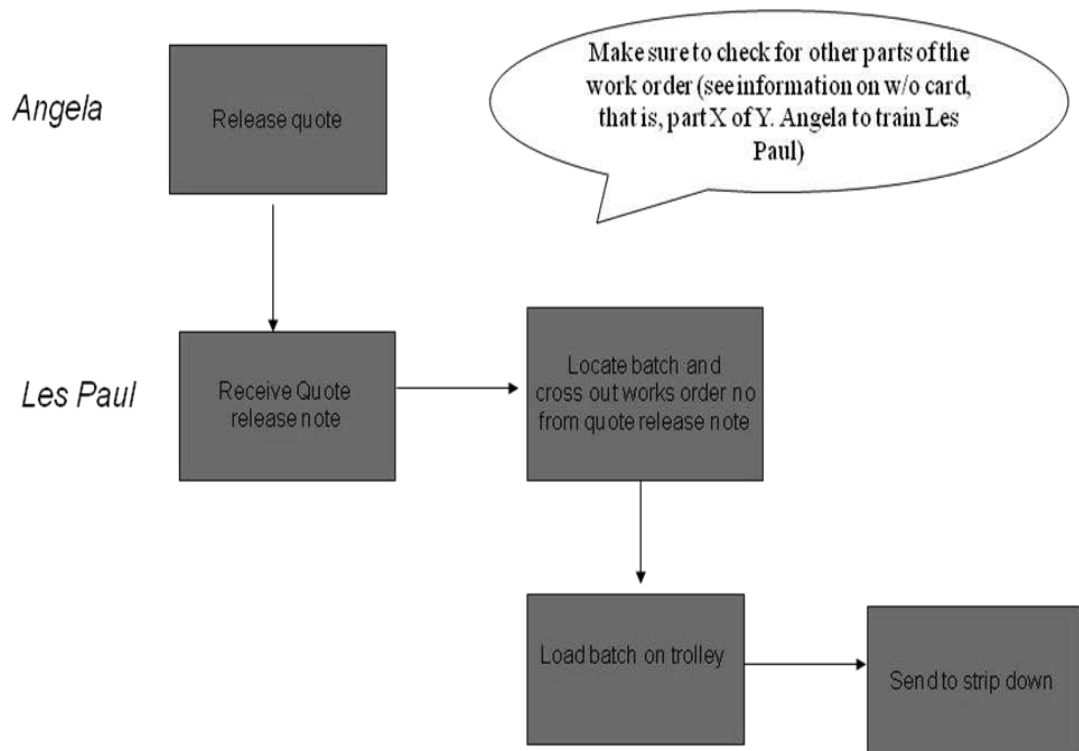 Make sure to check for other parts of the
work order (see information on w/o card,
that is, part X of Y. Angela to train Les
Paul)
Angela
Release quote
Les Paul
Receive Quote
release note
Locate batch and
cross out works order no
from quote release note
Load batch on trolley
Send to strip down